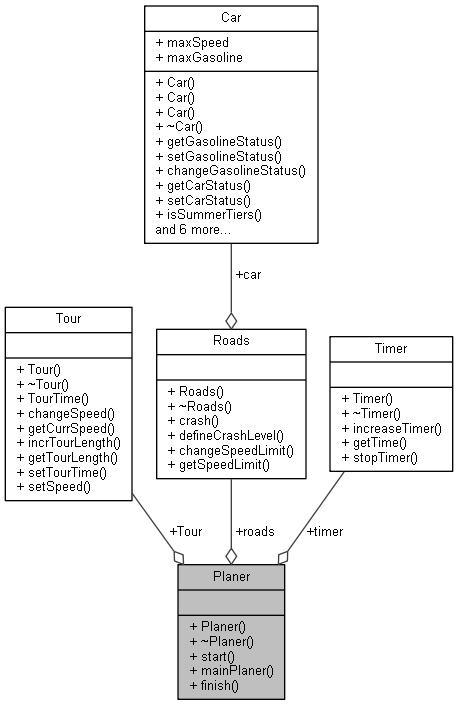 Car
+ maxSpeed
+ maxGasoline
+ Car()
+ Car()
+ Car()
+ ~Car()
+ getGasolineStatus()
+ setGasolineStatus()
+ changeGasolineStatus()
+ getCarStatus()
+ setCarStatus()
+ isSummerTiers()
and 6 more...
+car
Tour
+ Tour()
+ ~Tour()
+ TourTime()
+ changeSpeed()
+ getCurrSpeed()
+ incrTourLength()
+ getTourLength()
+ setTourTime()
+ setSpeed()
Roads
+ Roads()
+ ~Roads()
+ crash()
+ defineCrashLevel()
+ changeSpeedLimit()
+ getSpeedLimit()
Timer
+ Timer()
+ ~Timer()
+ increaseTimer()
+ getTime()
+ stopTimer()
+Tour
+roads
+timer
Planer
+ Planer()
+ ~Planer()
+ start()
+ mainPlaner()
+ finish()